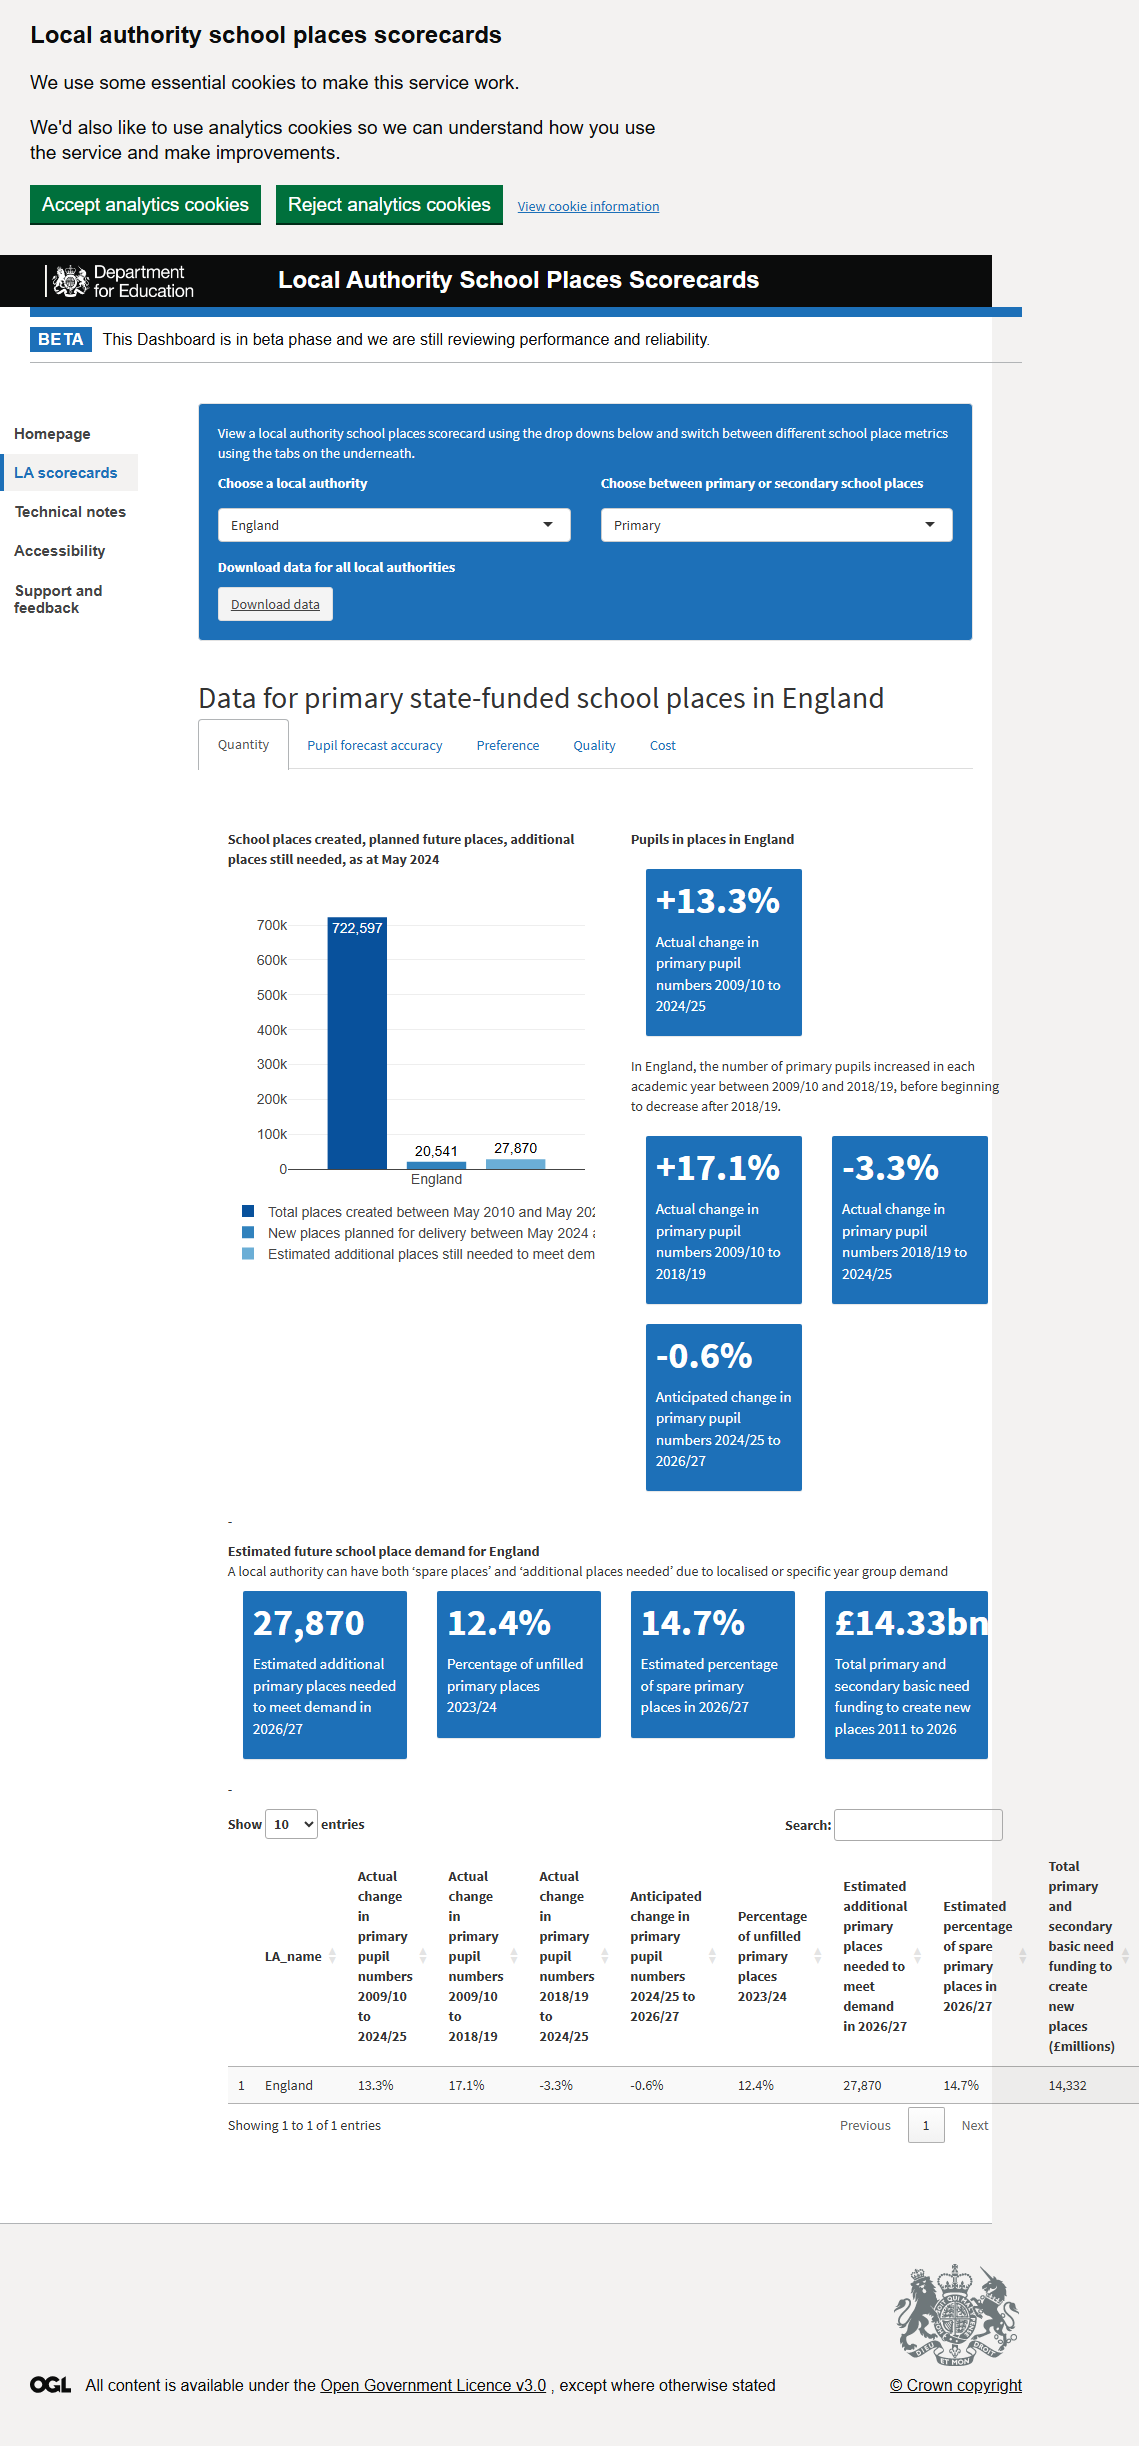 Local authority school places scorecards
We use some essential cookies to make this service work.
We'd also like to use analytics cookies so we can understand how you use
the service and make improvements.
Accept analytics cookies
Reject analytics cookies
View cookie information
Department
for Education
Local Authority School Places Scorecards
BETA
This Dashboard is in beta phase and we are still reviewing performance and reliability.
Homepage
LA scorecards
Technical notes
Accessibility
Support and
feedback
View a local authority school places scorecard using the drop downs below and switch between different school place metrics
using the tabs on the underneath.
Choose a local authority
England
Choose between primary or secondary school places
Primary
Download data for all local authorities
Download data
Data for primary state-funded school places in England
Quantity
Pupil forecast accuracy
Preference
Quality
Cost
School places created, planned future places, additional
places still needed, as at May 2024
700k
600k
500k
400k
300k
200k
100k
0
722,597
20,541
27,870
England
Total places created between May 2010 and May 202
New places planned for delivery between May 2024
Estimated additional places still needed to meet dem
Pupils in places in England
+13.3%
Actual change in
primary pupil
numbers 2009/10 to
2024/25
In England, the number of primary pupils increased in each
academic year between 2009/10 and 2018/19, before beginning
to decrease after 2018/19.
+17.1%
Actual change in
primary pupil
numbers 2009/10 to
2018/19
-3.3%
Actual change in
primary pupil
numbers 2018/19 to
2024/25
-0.6%
Anticipated change in
primary pupil
numbers 2024/25 to
2026/27
-
Estimated future school place demand for England
A local authority can have both ‘spare places’ and ‘additional places needed’ due to localised or specific year group demand
27,870
Estimated additional
primary places needed
to meet demand in
2026/27
12.4%
Percentage of unfilled
primary places
2023/24
14.7%
Estimated percentage
of spare primary
places in 2026/27
£14.33bn
Total primary and
secondary basic need
funding to create new
places 2011 to 2026
-
Show 10 entries
Search:
LA_name
Actual
change
in
primary
pupil
numbers
2009/10
to
2024/25
Actual
change
in
primary
pupil
numbers
2009/10
to
2018/19
Actual
change
in
primary
pupil
numbers
2018/19
to
2024/25
Anticipated
change in
primary
pupil
numbers
2024/25 to
2026/27
Percentage
of unfilled
primary
places
2023/24
Estimated
additional
primary
places
needed to
meet
demand
in 2026/27
Estimated
percentage
of spare
primary
places in
2026/27
Total
primary
and
secondary
basic need
funding to
create
new
places
(£millions)
1 England 13.3% 17.1% -3.3% -0.6% 12.4% 27,870 14.7% 14,332
Showing 1 to 1 of 1 entries
Previous 1 Next
OGL All content is available under the Open Government Licence v3.0 , except where otherwise stated
DIEU ET MON DROIT
© Crown copyright